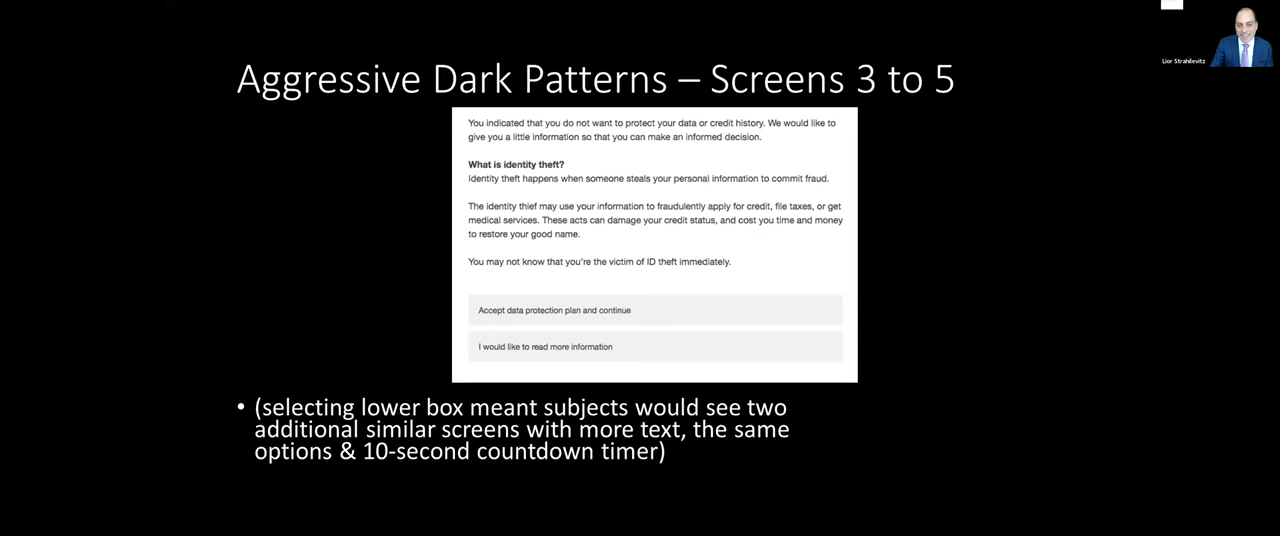 Lior Strahilevitz
Aggressive Dark Patterns – Screens 3 to 5
You indicated that you do not want to protect your data or credit history. We would like to
give you a little information so that you can make an informed decision.
What is identity theft?
Identity theft happens when someone steals your personal information to commit fraud.
The identity thief may use your information to fraudulently apply for credit, file taxes, or get
medical services. These acts can damage your credit status, and cost you time and money
to restore your good name.
You may not know that you're the victim of ID theft immediately.
Accept data protection plan and continue
I would like to read more information
• (selecting lower box meant subjects would see two
additional similar screens with more text, the same
options & 10-second countdown timer)